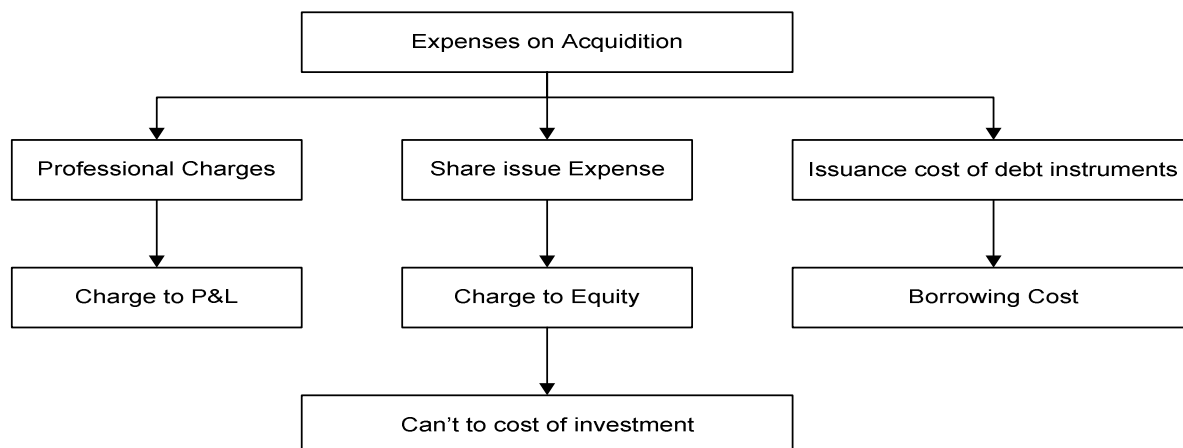 Expenses on Acquidition
Professional Charges
Share issue Expense
Issuance cost of debt instruments
Charge to P&L
Charge to Equity
Borrowing Cost
Can't to cost of investment